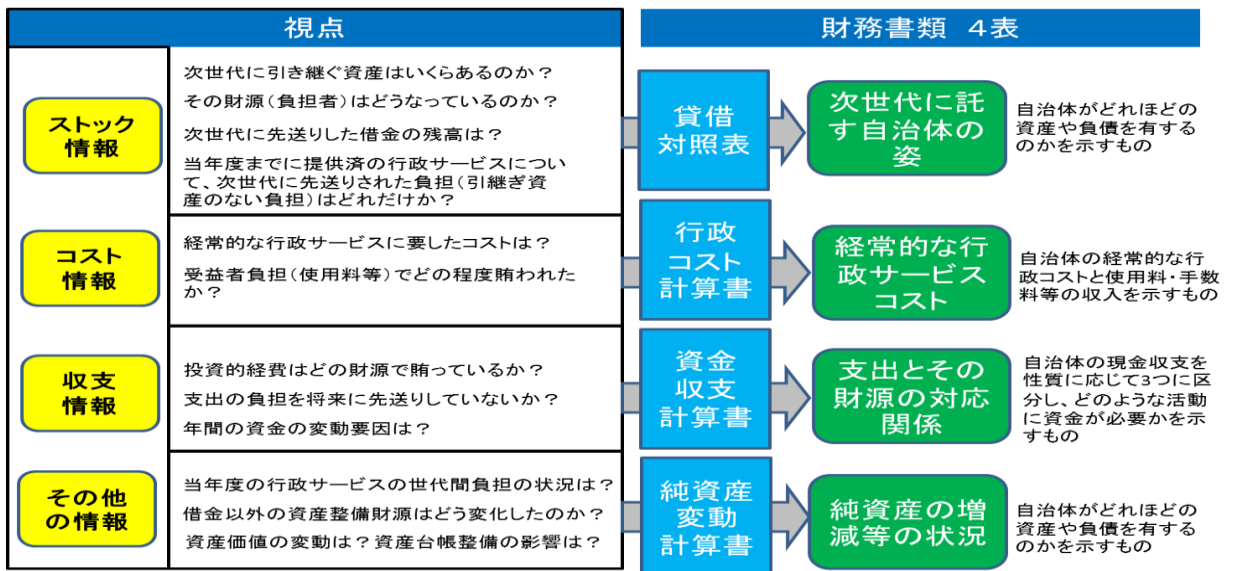 視点
財務書類 4表
ストック
情報
次世代に引き継ぐ資産はいくらあるのか？
その財源（負担者）はどうなっているのか？
次世代に先送りした借金の残高は？
当年度までに提供済の行政サービスについ
て、次世代に先送りされた負担（引継ぎ資
産のない負担）はどれだけか？
貸借
対照表
次世代に託
す自治体の
姿
自治体がどれほどの
資産や負債を有する
のかを示すもの
コスト
情報
経常的な行政サービスに要したコストは？
受益者負担（使用料等）でどの程度賄われた
か？
行政
コスト
計算書
経常的な行
政サービス
コスト
自治体の経常的な行
政コストと使用料・手数
料等の収入を示すもの
収支
情報
投資的経費はどの財源で賄っているか？
支出の負担を将来に先送りしていないか？
年間の資金の変動要因は？
資金
収支
計算書
支出とその
財源の対応
関係
自治体の現金収支を
性質に応じて3つに区
分し、どのような活動
に資金が必要かを示
すもの
その他
の情報
当年度の行政サービスの世代間負担の状況は？
借金以外の資産整備財源はどう変化したのか？
資産価値の変動は？資産台帳整備の影響は？
純資産
変動
計算書
純資産の増
減等の状況
自治体がどれほどの
資産や負債を有する
のかを示すもの